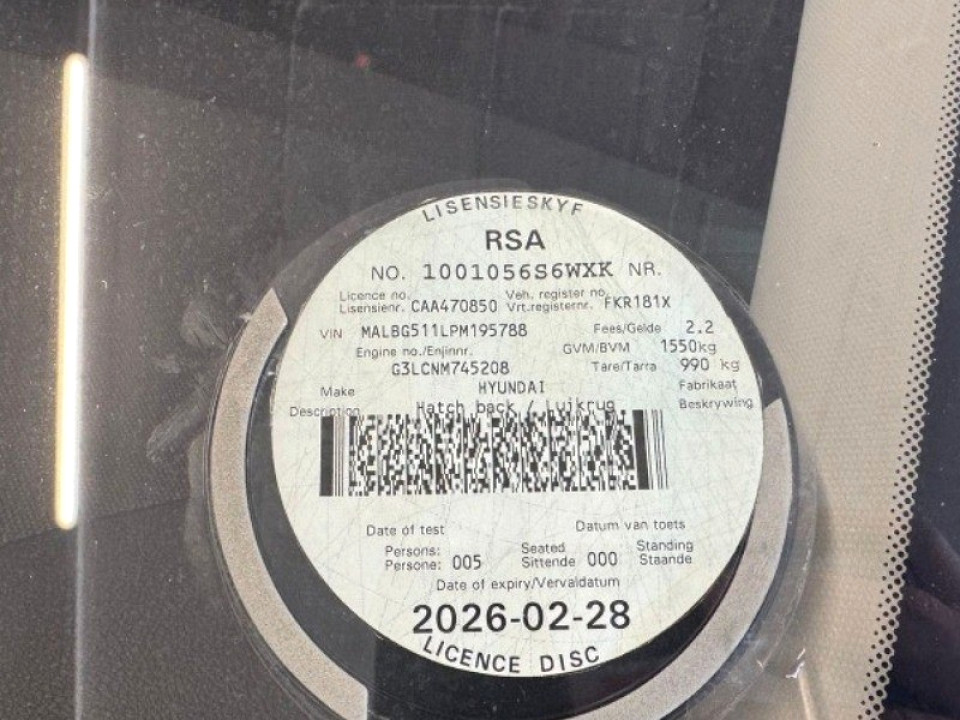 LISENSIESKYF
RSA
NO. 1001056S6WXK NR.
Licence no. Veh. register no.
Lisensienr. CAA470850 Vrt.registernr. FKR181X
VIN MALBG511LPM195788 Fees/Gelde 2.2
Engine no./Enjinnr. GVM/BVM 1550kg
G3LCNM745208 Tare/Tarra 990 kg
Make HYUNDAI Fabrikaat
Description Hatch back / Luikrug Beskrywing
Date of test Datum van toets
Persons: Seated Standing
Persone: 005 Sittende 000 Staande
Date of expiry/Vervaldatum
2026-02-28
LICENCE DISC